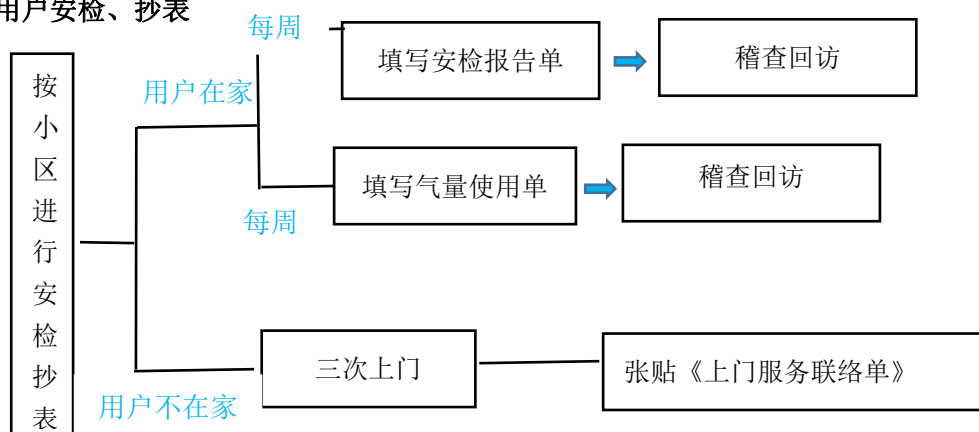 用户安检、抄表
按小区进行安检抄表
每周
填写安检报告单
稽查回访
用户在家
填写气量使用单
稽查回访
每周
三次上门
张贴《上门服务联络单》
用户不在家